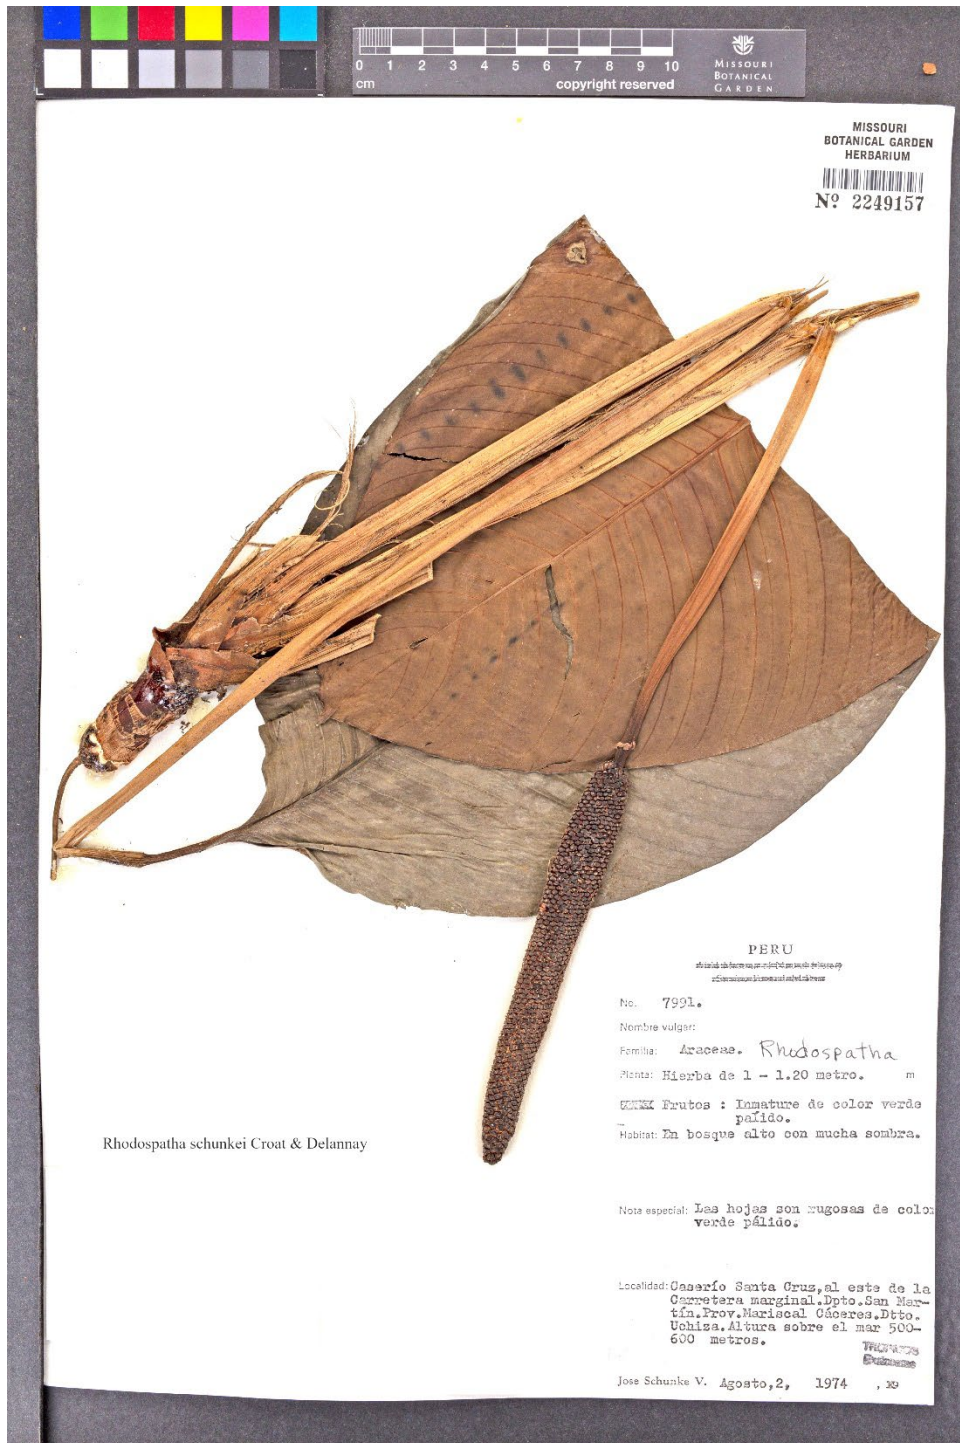 0 1 2 3 4 5 6 7 8 9 10
cm copyright reserved
MISSOURI
BOTANICAL
GARDEN
MISSOURI
BOTANICAL GARDEN
HERBARIUM
Nº 2249157
PERU
No. 7991.
Nombre vulgar:
Familia: Araceae. Rhodospatha
Planta: Hierba de 1 - 1.20 metro. m
Frutos : Inmature de color verde
palido.
Habitat: En bosque alto con mucha sombra.
Rhodospatha schunkei Croat & Delannay
Nota especial: Las hojas son rugosas de color
verde pálido.
Localidad: Caserío Santa Cruz,al este de la
Carretera marginal.Dpto.San Mar-
tín.Prov.Mariscal Cáceres.Dtto.
Uchiza.Altura sobre el mar 500-
600 metros.
TROPICOS
Jose Schunke V. Agosto,2, 1974